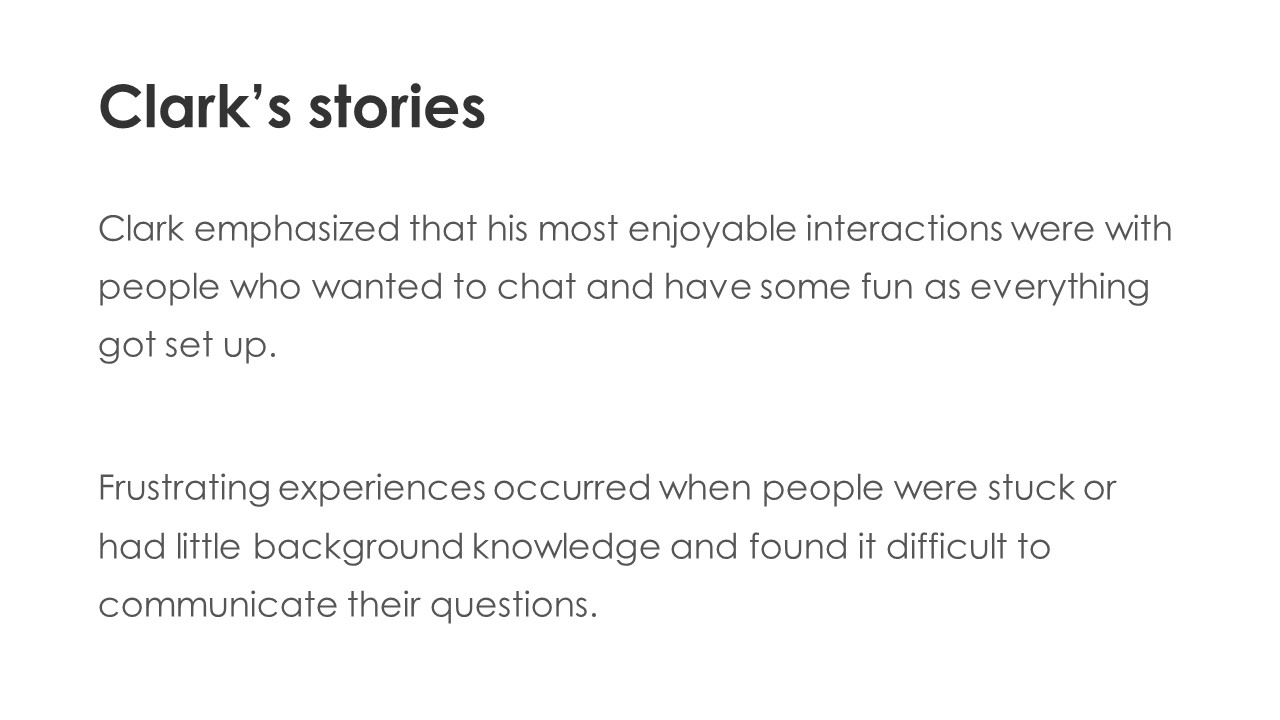 Clark’s stories
Clark emphasized that his most enjoyable interactions were with
people who wanted to chat and have some fun as everything
got set up.
Frustrating experiences occurred when people were stuck or
had little background knowledge and found it difficult to
communicate their questions.